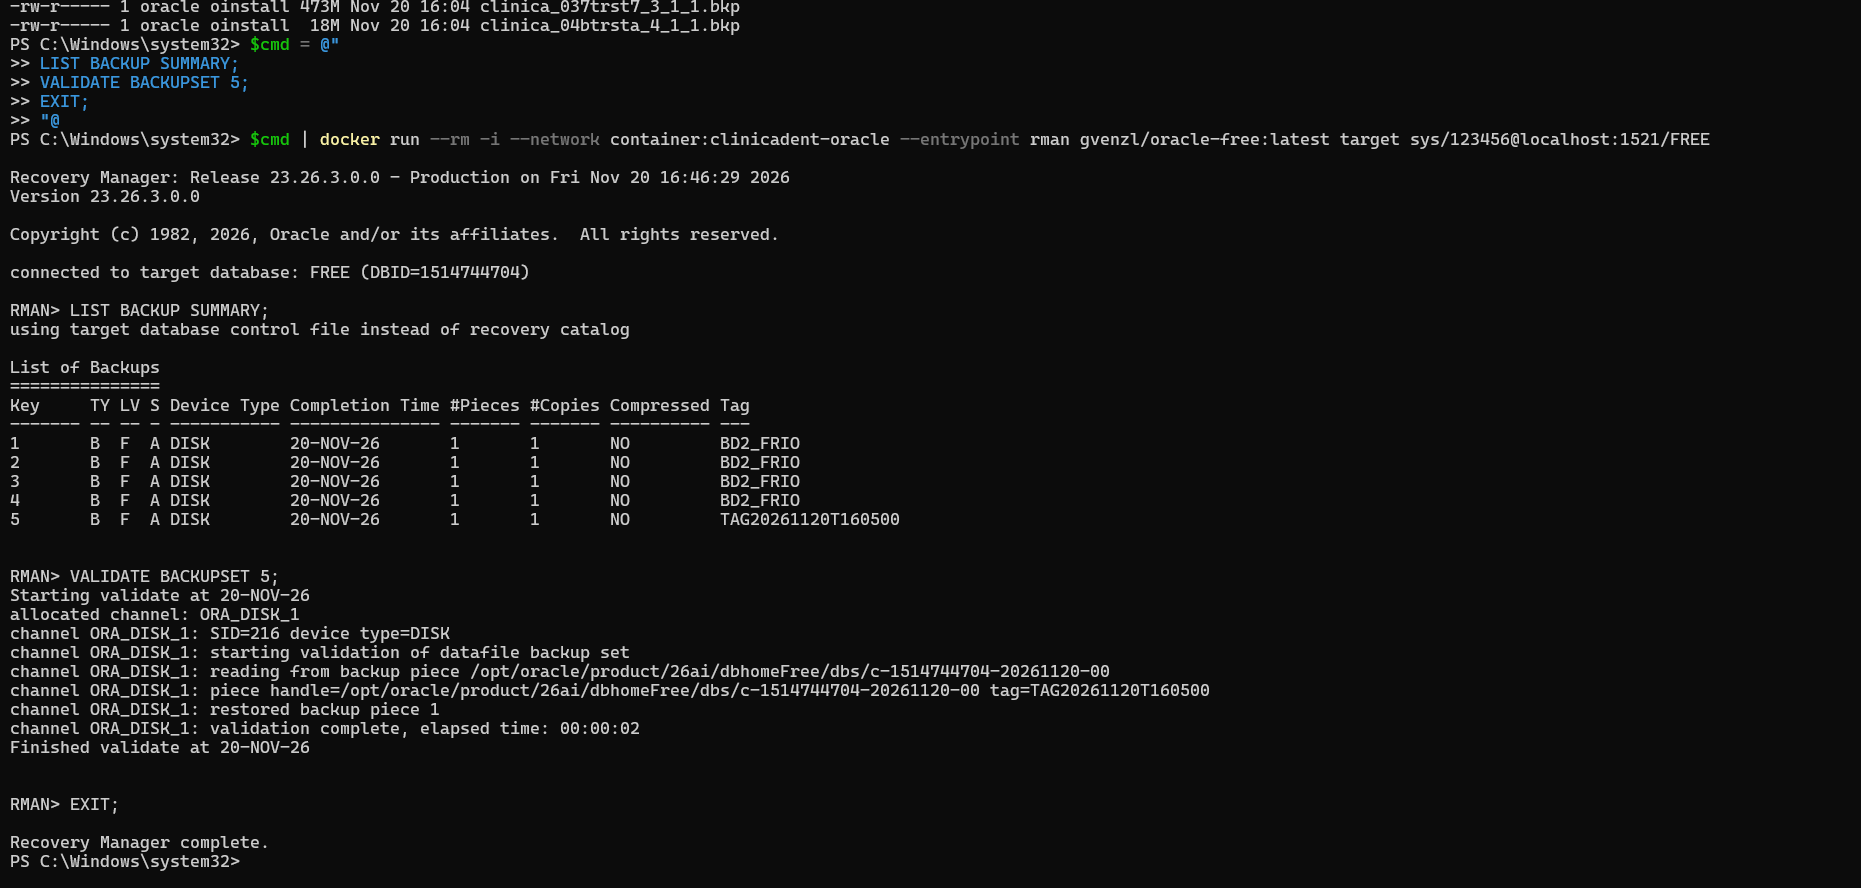 -rw-r----- 1 oracle oinstall 473M Nov 20 16:04 clinica_037trst7_3_1_1.bkp
-rw-r----- 1 oracle oinstall  18M Nov 20 16:04 clinica_04btrsta_4_1_1.bkp
PS C:\Windows\system32> $cmd = @"
>> LIST BACKUP SUMMARY;
>> VALIDATE BACKUPSET 5;
>> EXIT;
>> "@
PS C:\Windows\system32> $cmd | docker run --rm -i --network container:clinicadent-oracle --entrypoint rman gvenzl/oracle-free:latest target sys/123456@localhost:1521/FREE
Recovery Manager: Release 23.26.3.0.0 - Production on Fri Nov 20 16:46:29 2026
Version 23.26.3.0.0
Copyright (c) 1982, 2026, Oracle and/or its affiliates.  All rights reserved.
connected to target database: FREE (DBID=1514744704)
RMAN> LIST BACKUP SUMMARY;
using target database control file instead of recovery catalog
List of Backups
===============
Key     TY LV S Device Type Completion Time #Pieces #Copies Compressed Tag
------- -- -- - ----------- --------------- ------- ------- ---------- ---
1       B  F  A DISK        20-NOV-26       1       1       NO         BD2_FRIO
2       B  F  A DISK        20-NOV-26       1       1       NO         BD2_FRIO
3       B  F  A DISK        20-NOV-26       1       1       NO         BD2_FRIO
4       B  F  A DISK        20-NOV-26       1       1       NO         BD2_FRIO
5       B  F  A DISK        20-NOV-26       1       1       NO         TAG20261120T160500
RMAN> VALIDATE BACKUPSET 5;
Starting validate at 20-NOV-26
allocated channel: ORA_DISK_1
channel ORA_DISK_1: SID=216 device type=DISK
channel ORA_DISK_1: starting validation of datafile backup set
channel ORA_DISK_1: reading from backup piece /opt/oracle/product/26ai/dbhomeFree/dbs/c-1514744704-20261120-00
channel ORA_DISK_1: piece handle=/opt/oracle/product/26ai/dbhomeFree/dbs/c-1514744704-20261120-00 tag=TAG20261120T160500
channel ORA_DISK_1: restored backup piece 1
channel ORA_DISK_1: validation complete, elapsed time: 00:00:02
Finished validate at 20-NOV-26
RMAN> EXIT;
Recovery Manager complete.
PS C:\Windows\system32>